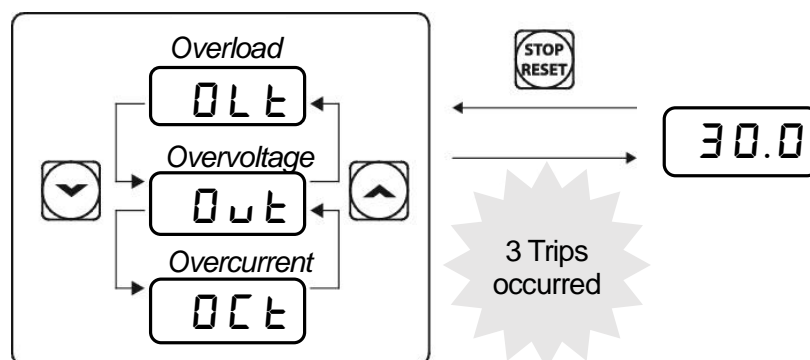 Overload
OLt
Overvoltage
Out
Overcurrent
OCt
STOP
RESET
30.0
3 Trips
occurred